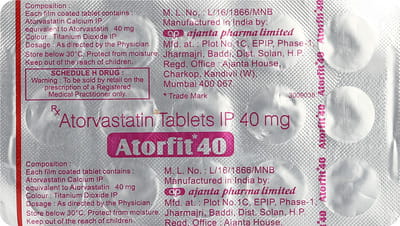 Composition :
Each film coated tablet contains :
Atorvastatin Calcium IP
equivalent to Atorvastatin 40 mg
Colour : Titanium Dioxide IP
Dosage : As directed by the Physician
Store below 30°C. Protect from moisture.
Keep out of the reach of children.
SCHEDULE H DRUG :
Warning : To be sold by retail on the
prescription of a Registered
Medical Practitioner only.
M. L. No. : L/16/1866/MNB
Manufactured in India by:
ajanta pharma limited
Mfd. at : Plot No.1C, EPIP, Phase-1,
Jharmajri, Baddi, Dist. Solan, H.P.
Regd. Office : Ajanta House,
Charkop, Kandivli (W),
Mumbai 400 067
* Trade Mark
3009036
Rx Atorvastatin Tablets IP 40 mg
Atorfit*40
Composition :
Each film coated tablet contains :
Atorvastatin Calcium IP
equivalent to Atorvastatin 40 mg
Colour : Titanium Dioxide IP
Dosage : As directed by the Physician
Store below 30°C. Protect from moisture.
Keep out of the reach of children.
M. L. No. : L/16/1866/MNB
Manufactured in India by:
ajanta pharma limited
Mfd. at : Plot No.1C, EPIP, Phase-1,
Jharmajri, Baddi, Dist. Solan, H.P.
Regd. Office : Ajanta House,